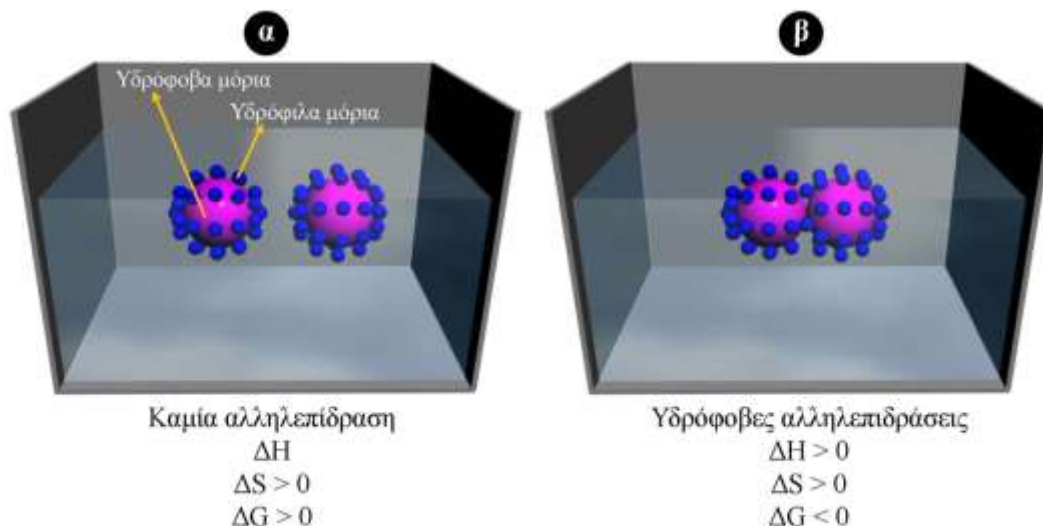 α
Υδρόφοβα μόρια
Υδρόφιλα μόρια
Καμία αλληλεπίδραση
ΔH
ΔS > 0
ΔG > 0
β
Υδρόφοβες αλληλεπιδράσεις
ΔH > 0
ΔS > 0
ΔG < 0